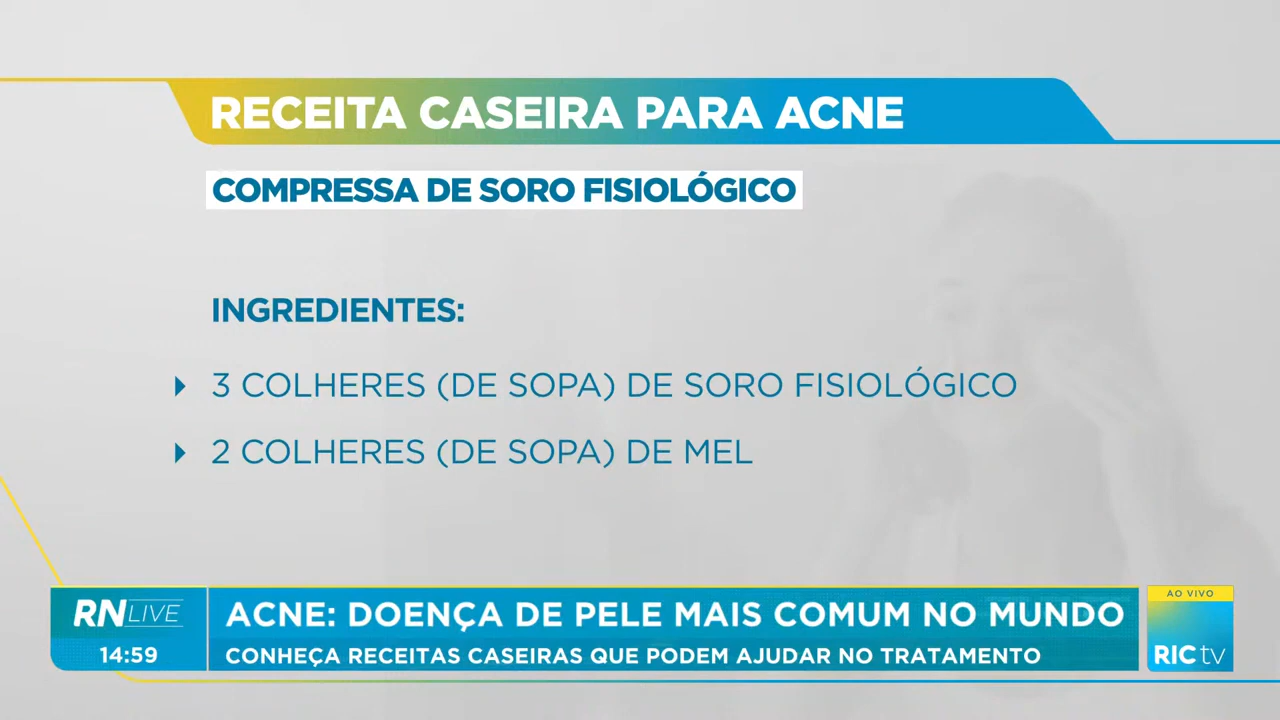 RECEITA CASEIRA PARA ACNE
COMPRESSA DE SORO FISIOLÓGICO
INGREDIENTES:
3 COLHERES (DE SOPA) DE SORO FISIOLÓGICO
2 COLHERES (DE SOPA) DE MEL
RN LIVE
14:59
ACNE: DOENÇA DE PELE MAIS COMUM NO MUNDO
CONHEÇA RECEITAS CASEIRAS QUE PODEM AJUDAR NO TRATAMENTO
AO VIVO
RIC tv